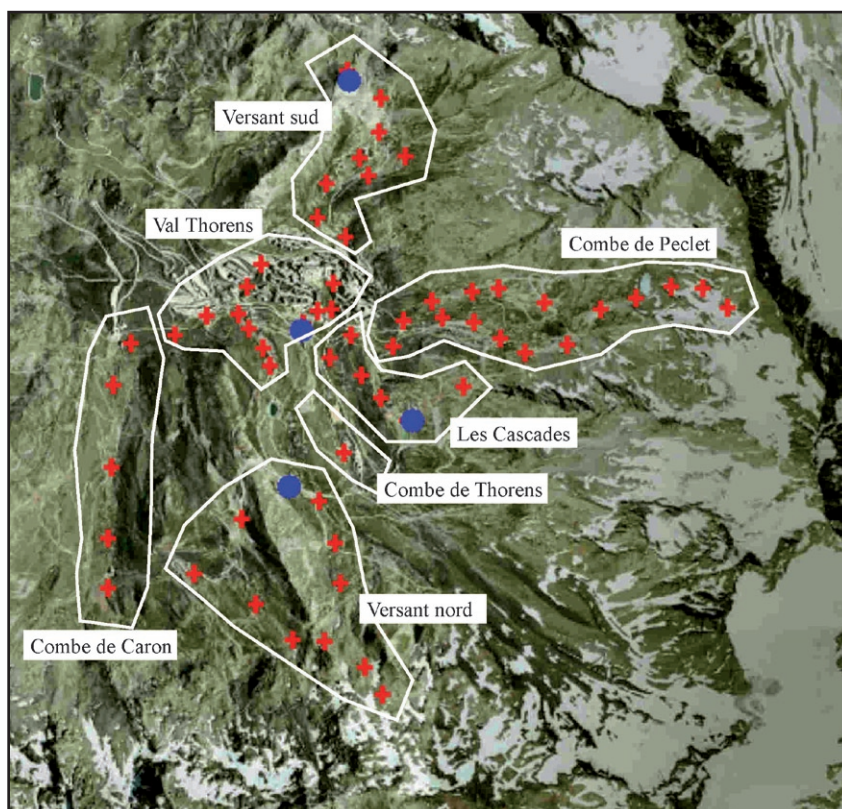 Versant sud
Val Thorens
Combe de Peclet
Les Cascades
Combe de Thorens
Versant nord
Combe de Caron